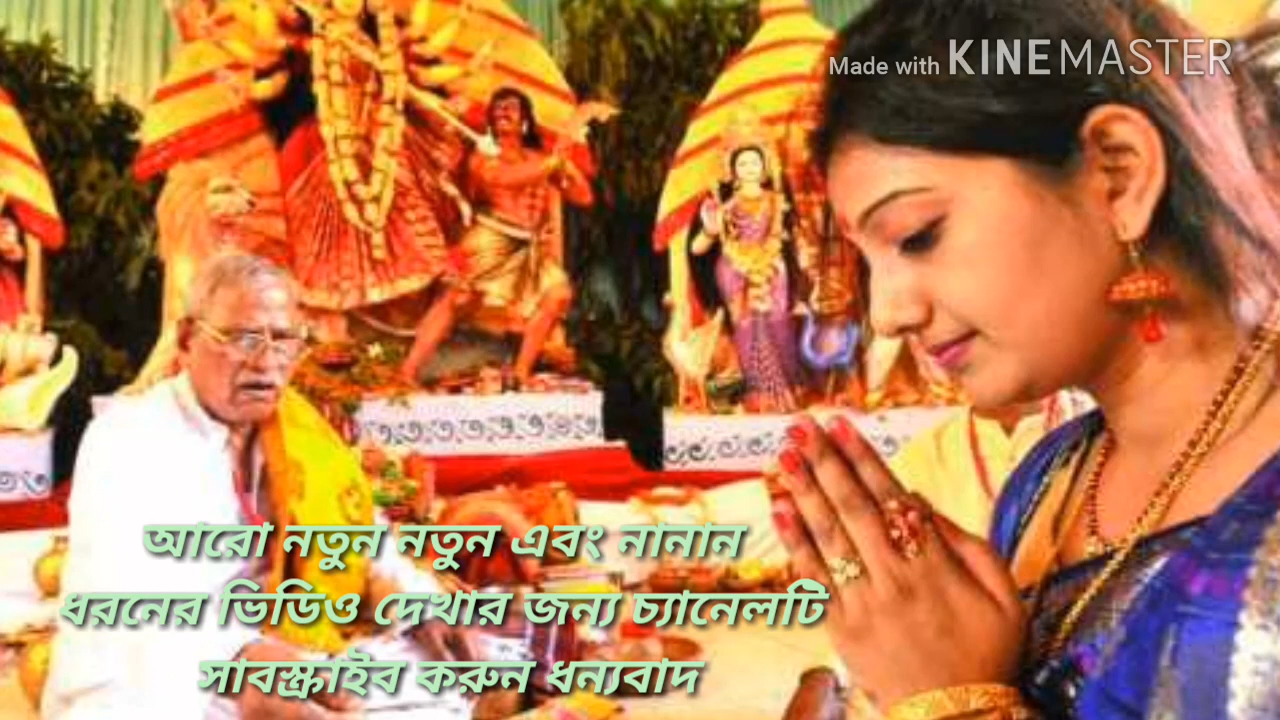 Made with KINEMASTER
আরো নতুন নতুন এবং নানান
ধরনের ভিডিও দেখার জন্য চ্যানেলটি
সাবস্ক্রাইব করুন ধন্যবাদ